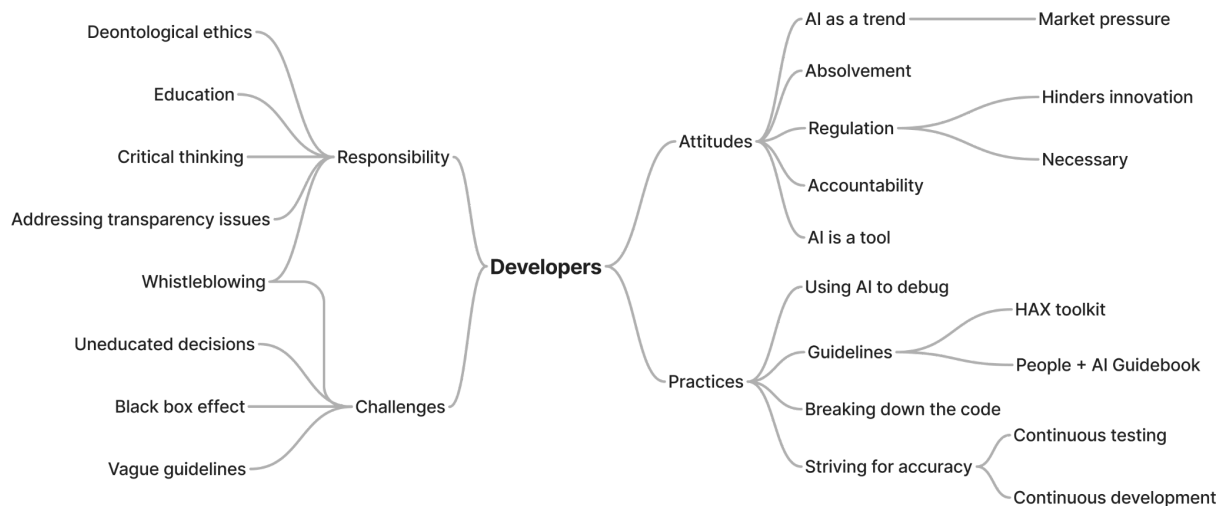 Deontological ethics
Education
Critical thinking
Addressing transparency issues
Whistleblowing
Responsibility
Uneducated decisions
Black box effect
Vague guidelines
Challenges
Developers
Attitudes
AI as a trend
Market pressure
Absolvement
Regulation
Hinders innovation
Necessary
Accountability
AI is a tool
Practices
Using AI to debug
Guidelines
HAX toolkit
People + AI Guidebook
Breaking down the code
Striving for accuracy
Continuous testing
Continuous development